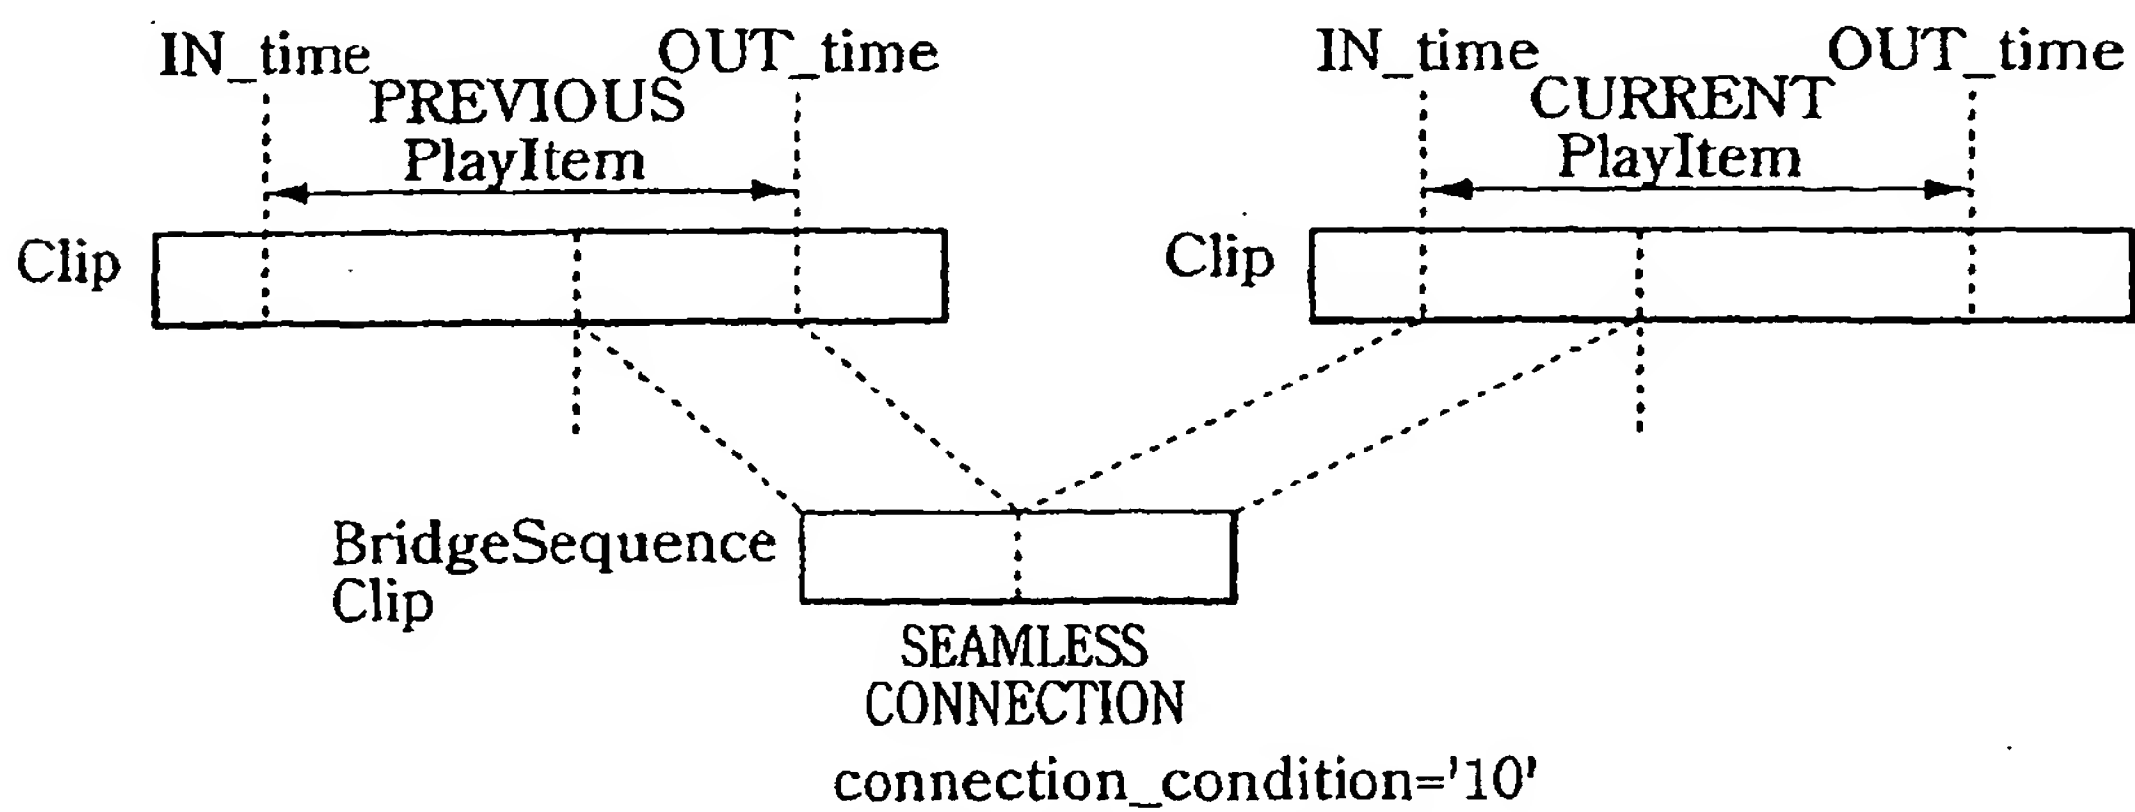 IN_time OUT_time IN_time OUT_time
PREVIOUS CURRENT
PlayItem PlayItem
Clip Clip
BridgeSequence
Clip
SEAMLESS
CONNECTION
connection_condition='10'